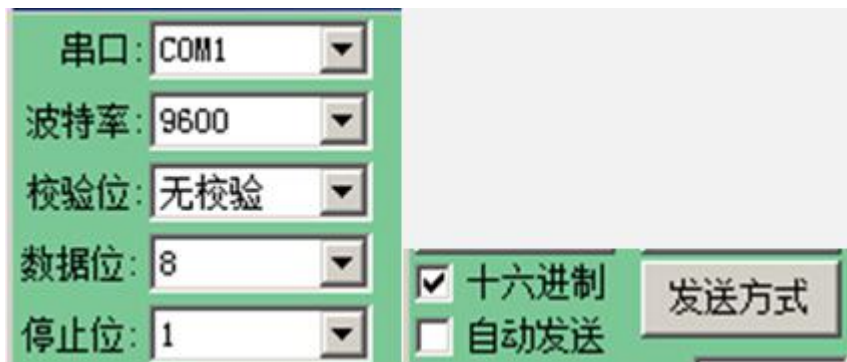 串口: COM1
波特率: 9600
校验位: 无校验
数据位: 8
停止位: 1
十六进制
发送方式
自动发送